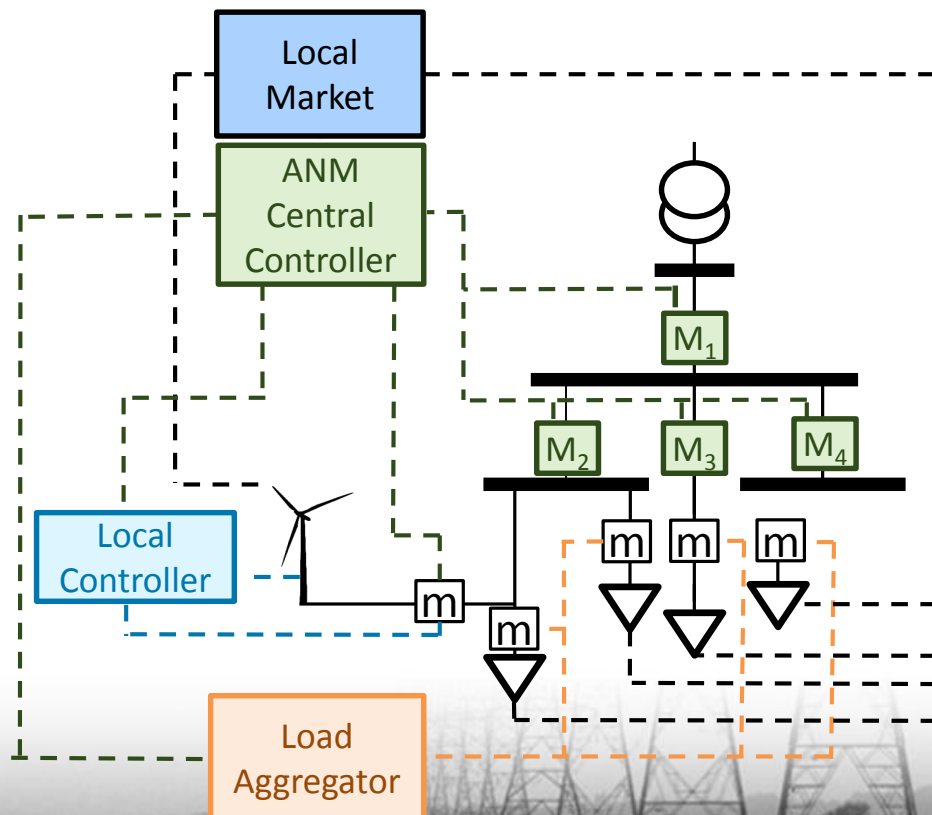 Local
Market
ANM
Central
Controller
M₁
M₂
M₃
M₄
Local
Controller
m
m
m
m
m
Load
Aggregator